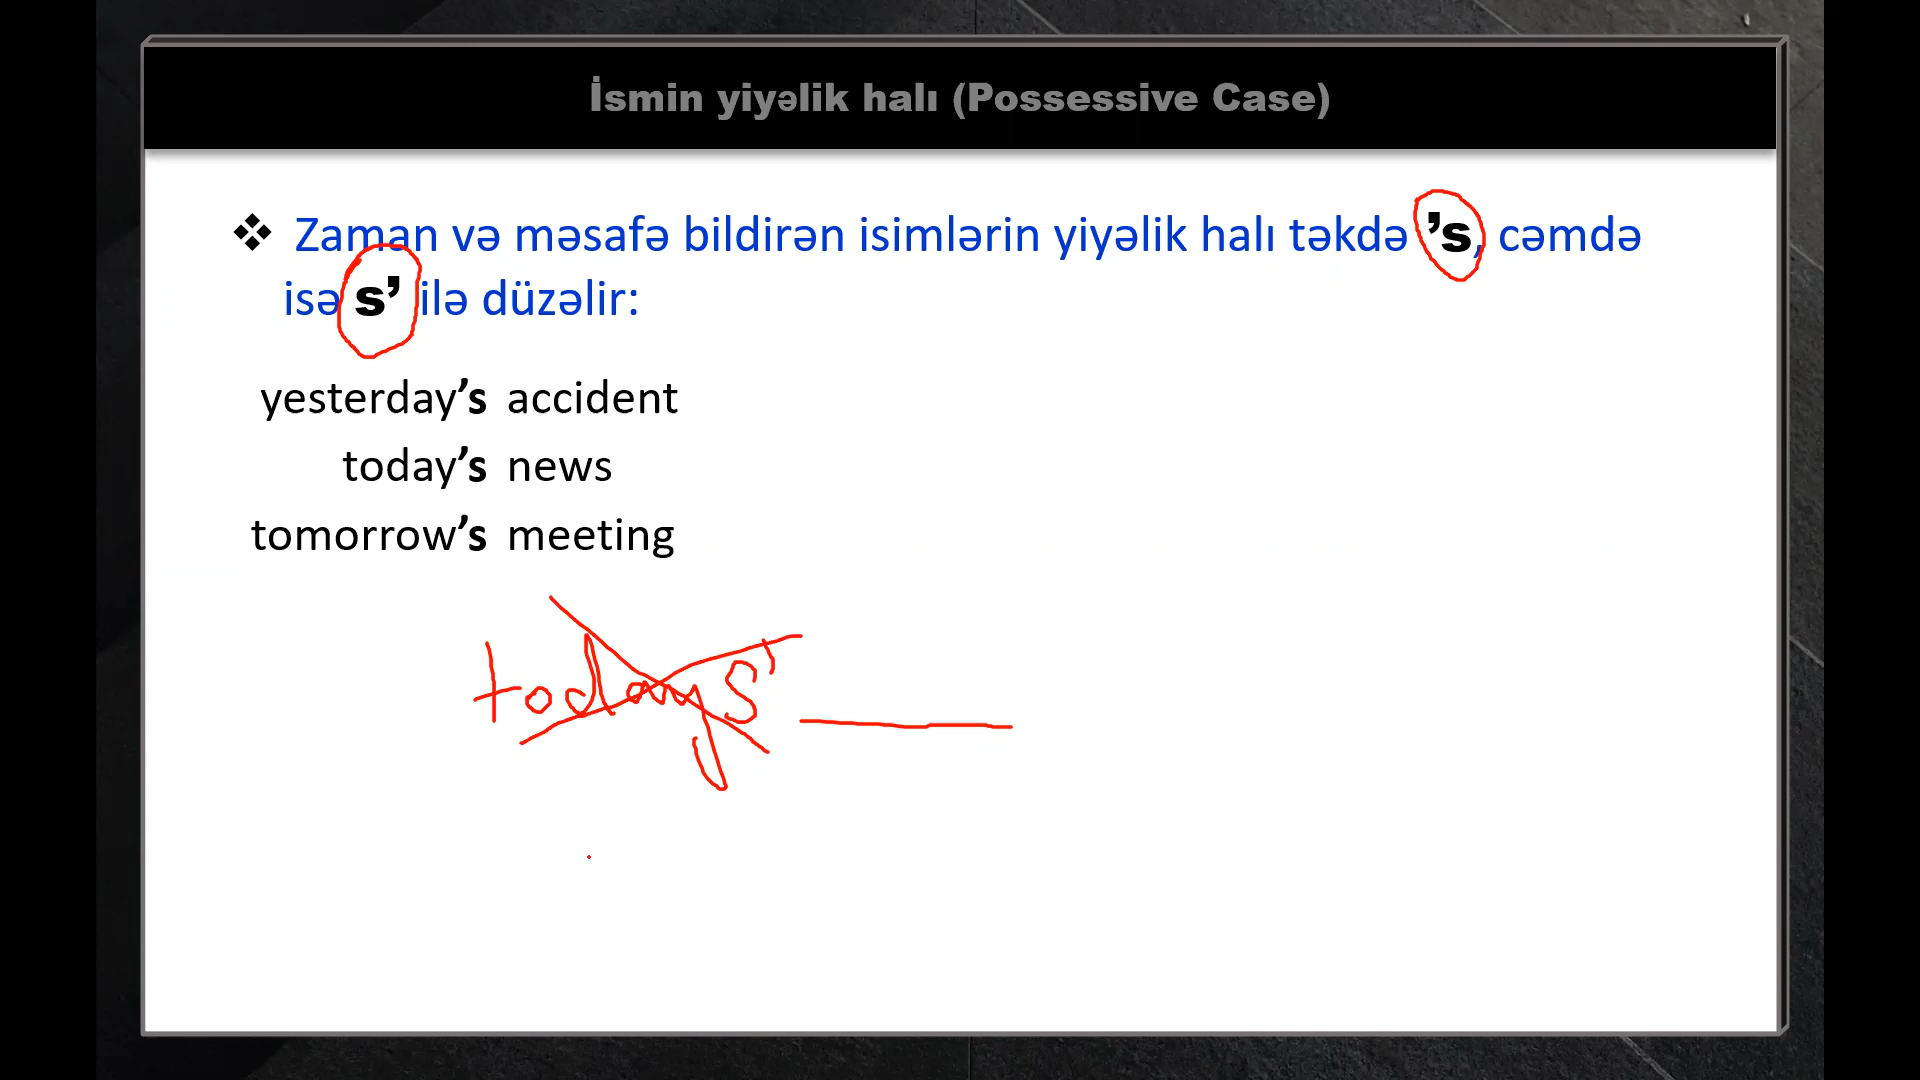 İsmin yiyəlik halı (Possessive Case)
❖ Zaman və məsafə bildirən isimlərin yiyəlik halı təkdə ’s, cəmdə
isə s’ ilə düzəlir:
yesterday’s accident
today’s news
tomorrow’s meeting
todays’